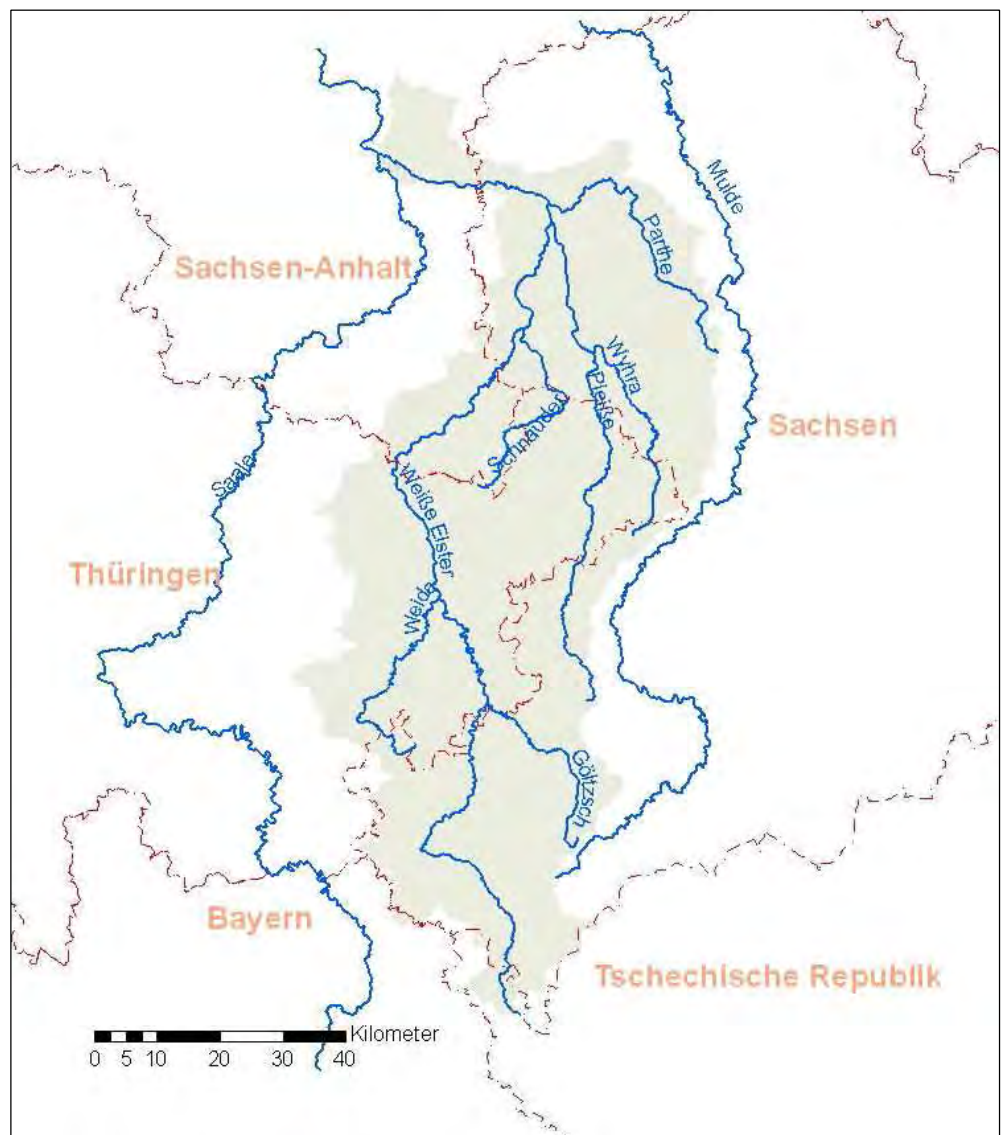 Mulde
Parthe
Sachsen-Anhalt
Wyhra
Pleiße
Schnauder
Sachsen
Saale
Weiße Elster
Thüringen
Weida
Göltzsch
Bayern
Tschechische Republik
Kilometer
0 5 10 20 30 40